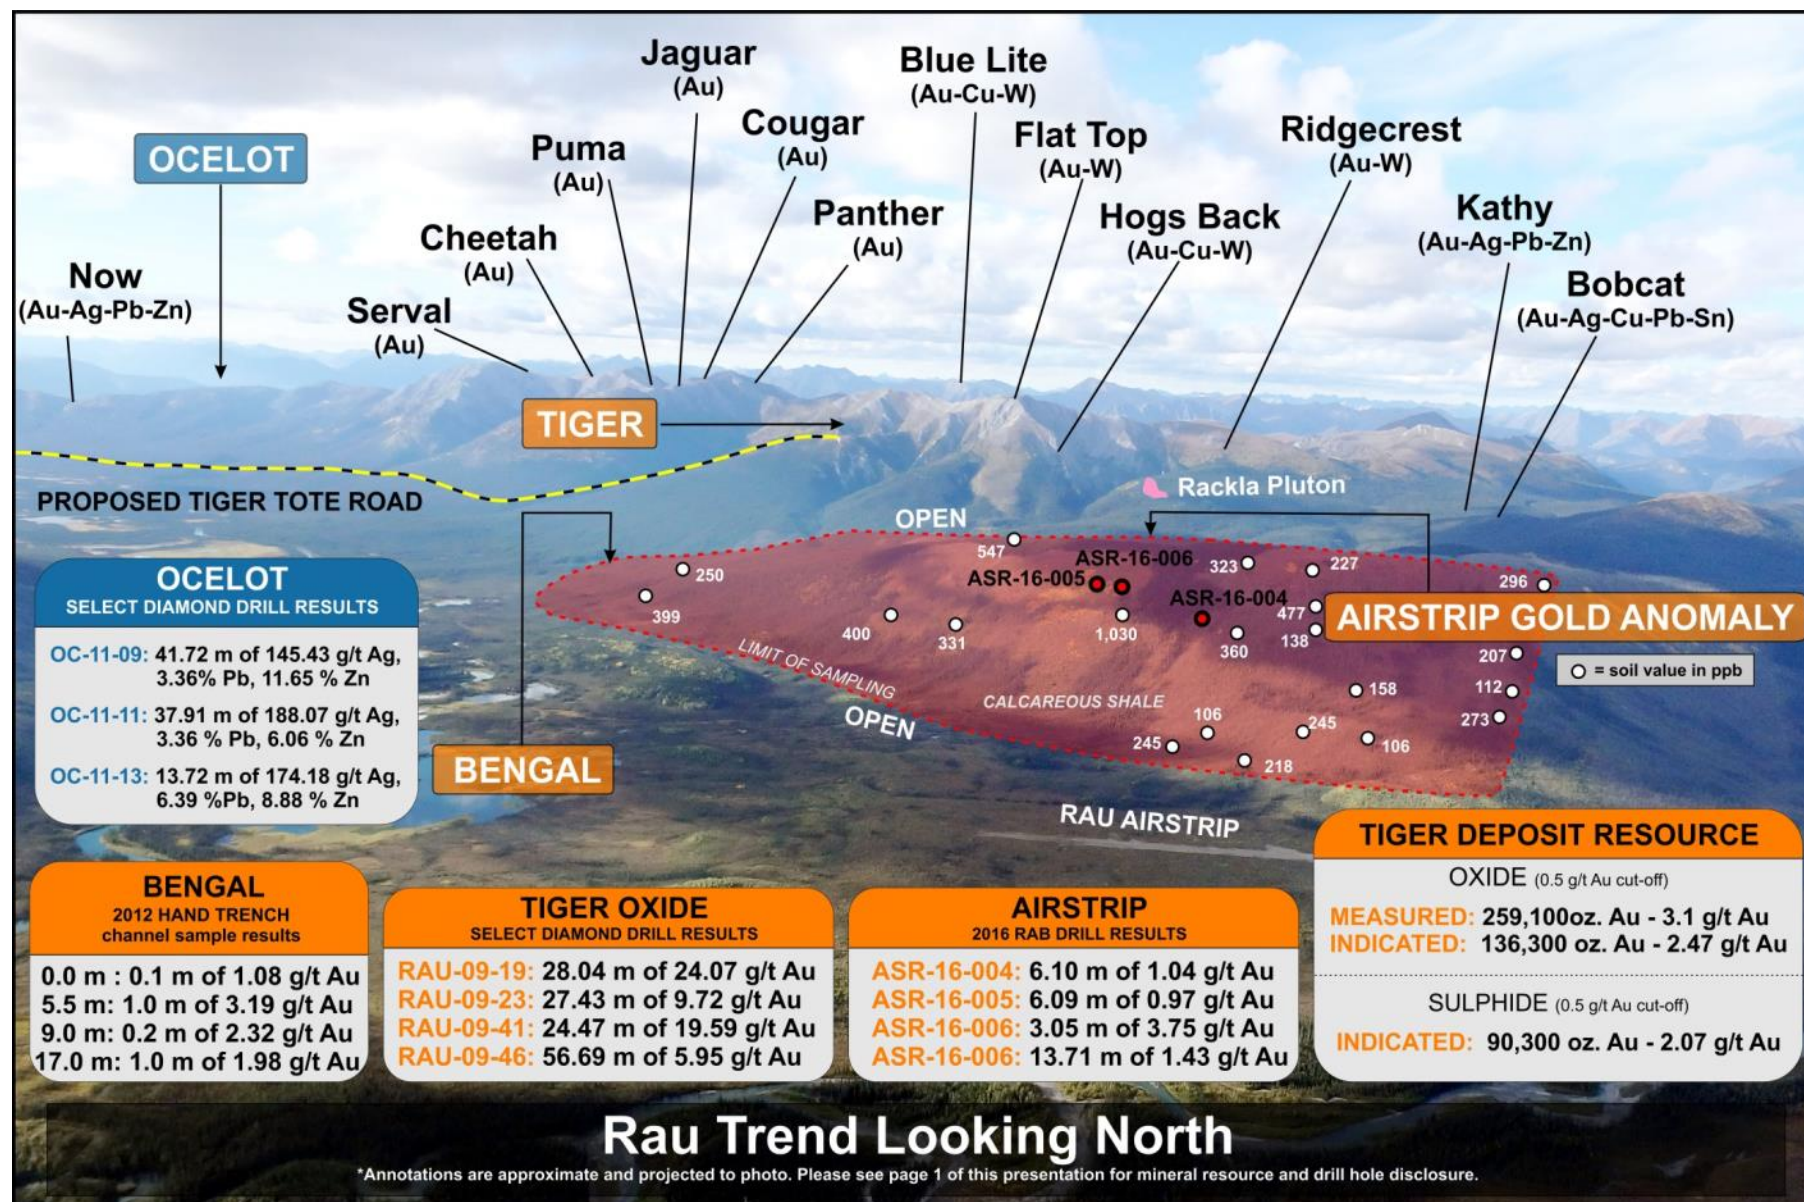 Jaguar
(Au)
Blue Lite
(Au-Cu-W)
Cougar
(Au)
Flat Top
(Au-W)
Ridgecrest
(Au-W)
OCELOT
Puma
(Au)
Panther
(Au)
Hogs Back
(Au-Cu-W)
Kathy
(Au-Ag-Pb-Zn)
Cheetah
(Au)
Now
(Au-Ag-Pb-Zn)
Serval
(Au)
Bobcat
(Au-Ag-Cu-Pb-Sn)
TIGER
PROPOSED TIGER TOTE ROAD
Rackla Pluton
OPEN
547
ASR-16-006
ASR-16-005
323
227
296
250
399
ASR-16-004
477
AIRSTRIP GOLD ANOMALY
400
331
1,030
360
138
207
LIMIT OF SAMPLING
= soil value in ppb
CALCAREOUS SHALE
158
112
OPEN
106
245
273
245
106
218
BENGAL
RAU AIRSTRIP
OCELOT
SELECT DIAMOND DRILL RESULTS
OC-11-09: 41.72 m of 145.43 g/t Ag,
3.36% Pb, 11.65 % Zn
OC-11-11: 37.91 m of 188.07 g/t Ag,
3.36 % Pb, 6.06 % Zn
OC-11-13: 13.72 m of 174.18 g/t Ag,
6.39 %Pb, 8.88 % Zn
BENGAL
2012 HAND TRENCH
channel sample results
0.0 m : 0.1 m of 1.08 g/t Au
5.5 m: 1.0 m of 3.19 g/t Au
9.0 m: 0.2 m of 2.32 g/t Au
17.0 m: 1.0 m of 1.98 g/t Au
TIGER OXIDE
SELECT DIAMOND DRILL RESULTS
RAU-09-19: 28.04 m of 24.07 g/t Au
RAU-09-23: 27.43 m of 9.72 g/t Au
RAU-09-41: 24.47 m of 19.59 g/t Au
RAU-09-46: 56.69 m of 5.95 g/t Au
AIRSTRIP
2016 RAB DRILL RESULTS
ASR-16-004: 6.10 m of 1.04 g/t Au
ASR-16-005: 6.09 m of 0.97 g/t Au
ASR-16-006: 3.05 m of 3.75 g/t Au
ASR-16-006: 13.71 m of 1.43 g/t Au
TIGER DEPOSIT RESOURCE
OXIDE (0.5 g/t Au cut-off)
MEASURED: 259,100oz. Au - 3.1 g/t Au
INDICATED: 136,300 oz. Au - 2.47 g/t Au
SULPHIDE (0.5 g/t Au cut-off)
INDICATED: 90,300 oz. Au - 2.07 g/t Au
Rau Trend Looking North
*Annotations are approximate and projected to photo. Please see page 1 of this presentation for mineral resource and drill hole disclosure.